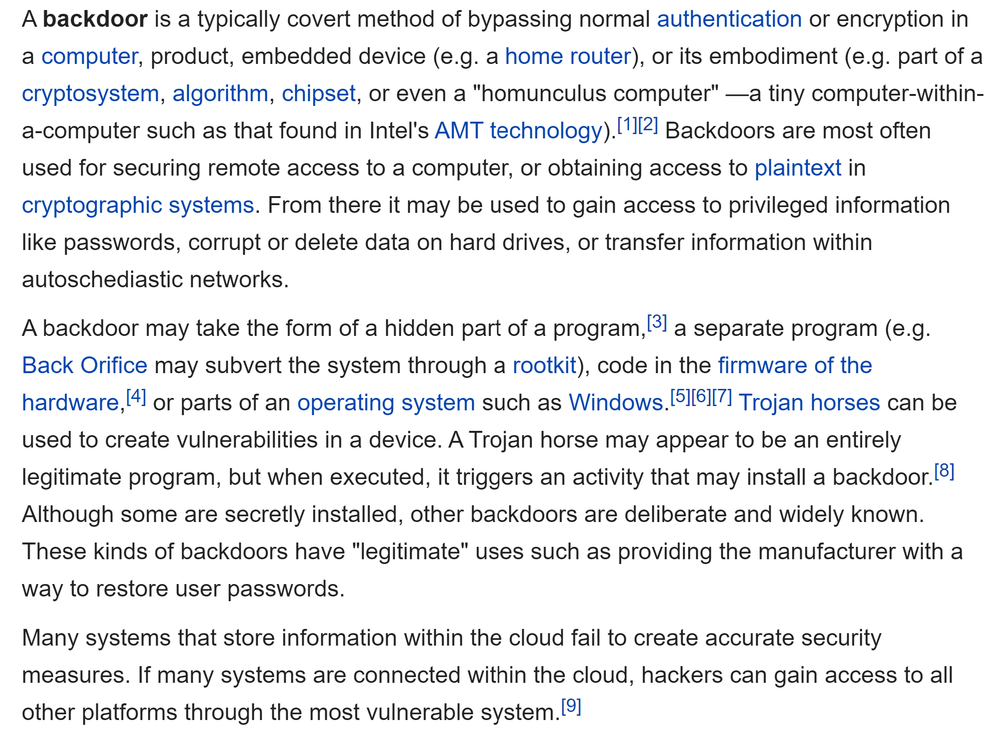 A backdoor is a typically covert method of bypassing normal authentication or encryption in
a computer, product, embedded device (e.g. a home router), or its embodiment (e.g. part of a
cryptosystem, algorithm, chipset, or even a "homunculus computer" —a tiny computer-within-
a-computer such as that found in Intel's AMT technology).[1][2] Backdoors are most often
used for securing remote access to a computer, or obtaining access to plaintext in
cryptographic systems. From there it may be used to gain access to privileged information
like passwords, corrupt or delete data on hard drives, or transfer information within
autoschediastic networks.
A backdoor may take the form of a hidden part of a program,[3] a separate program (e.g.
Back Orifice may subvert the system through a rootkit), code in the firmware of the
hardware,[4] or parts of an operating system such as Windows.[5][6][7] Trojan horses can be
used to create vulnerabilities in a device. A Trojan horse may appear to be an entirely
legitimate program, but when executed, it triggers an activity that may install a backdoor.[8]
Although some are secretly installed, other backdoors are deliberate and widely known.
These kinds of backdoors have "legitimate" uses such as providing the manufacturer with a
way to restore user passwords.
Many systems that store information within the cloud fail to create accurate security
measures. If many systems are connected within the cloud, hackers can gain access to all
other platforms through the most vulnerable system.[9]